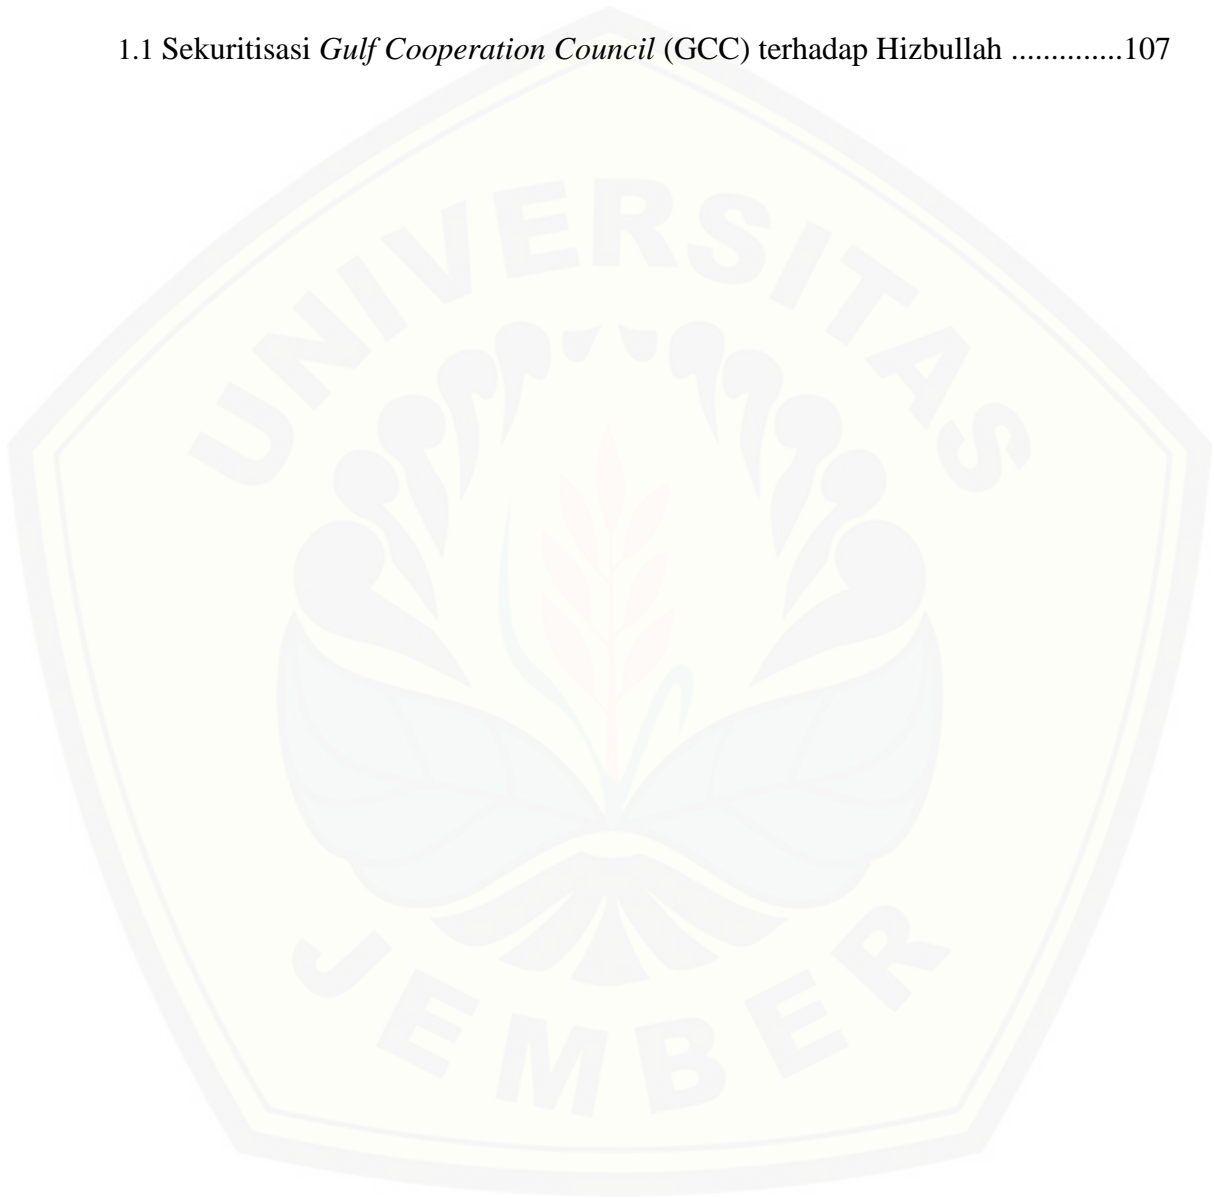 1.1 Sekuritisasi Gulf Cooperation Council (GCC) terhadap Hizbullah ..............107
UNIVERSITAS
JEMBER